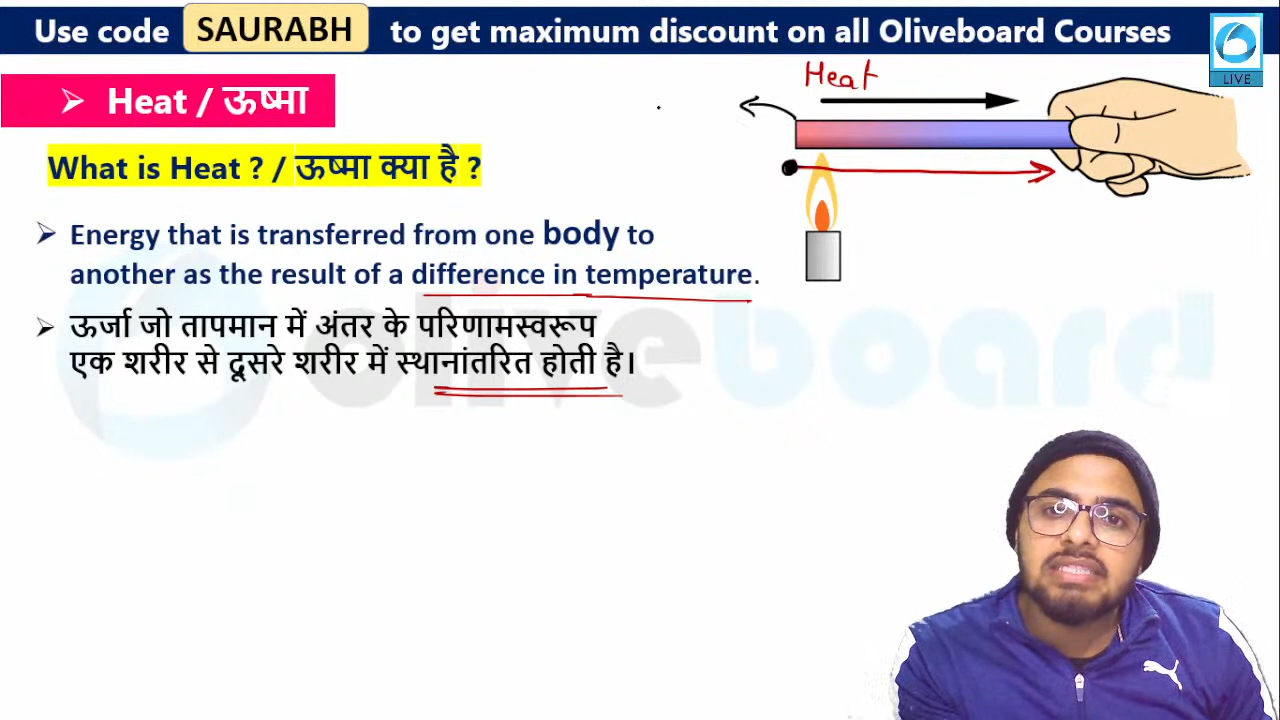 Use code SAURABH to get maximum discount on all Oliveboard Courses
LIVE
➢ Heat / ऊष्मा
Heat
What is Heat ? / ऊष्मा क्या है ?
➢ Energy that is transferred from one body to
another as the result of a difference in temperature.
➢ ऊर्जा जो तापमान में अंतर के परिणामस्वरूप
एक शरीर से दूसरे शरीर में स्थानांतरित होती है।
oliveboard